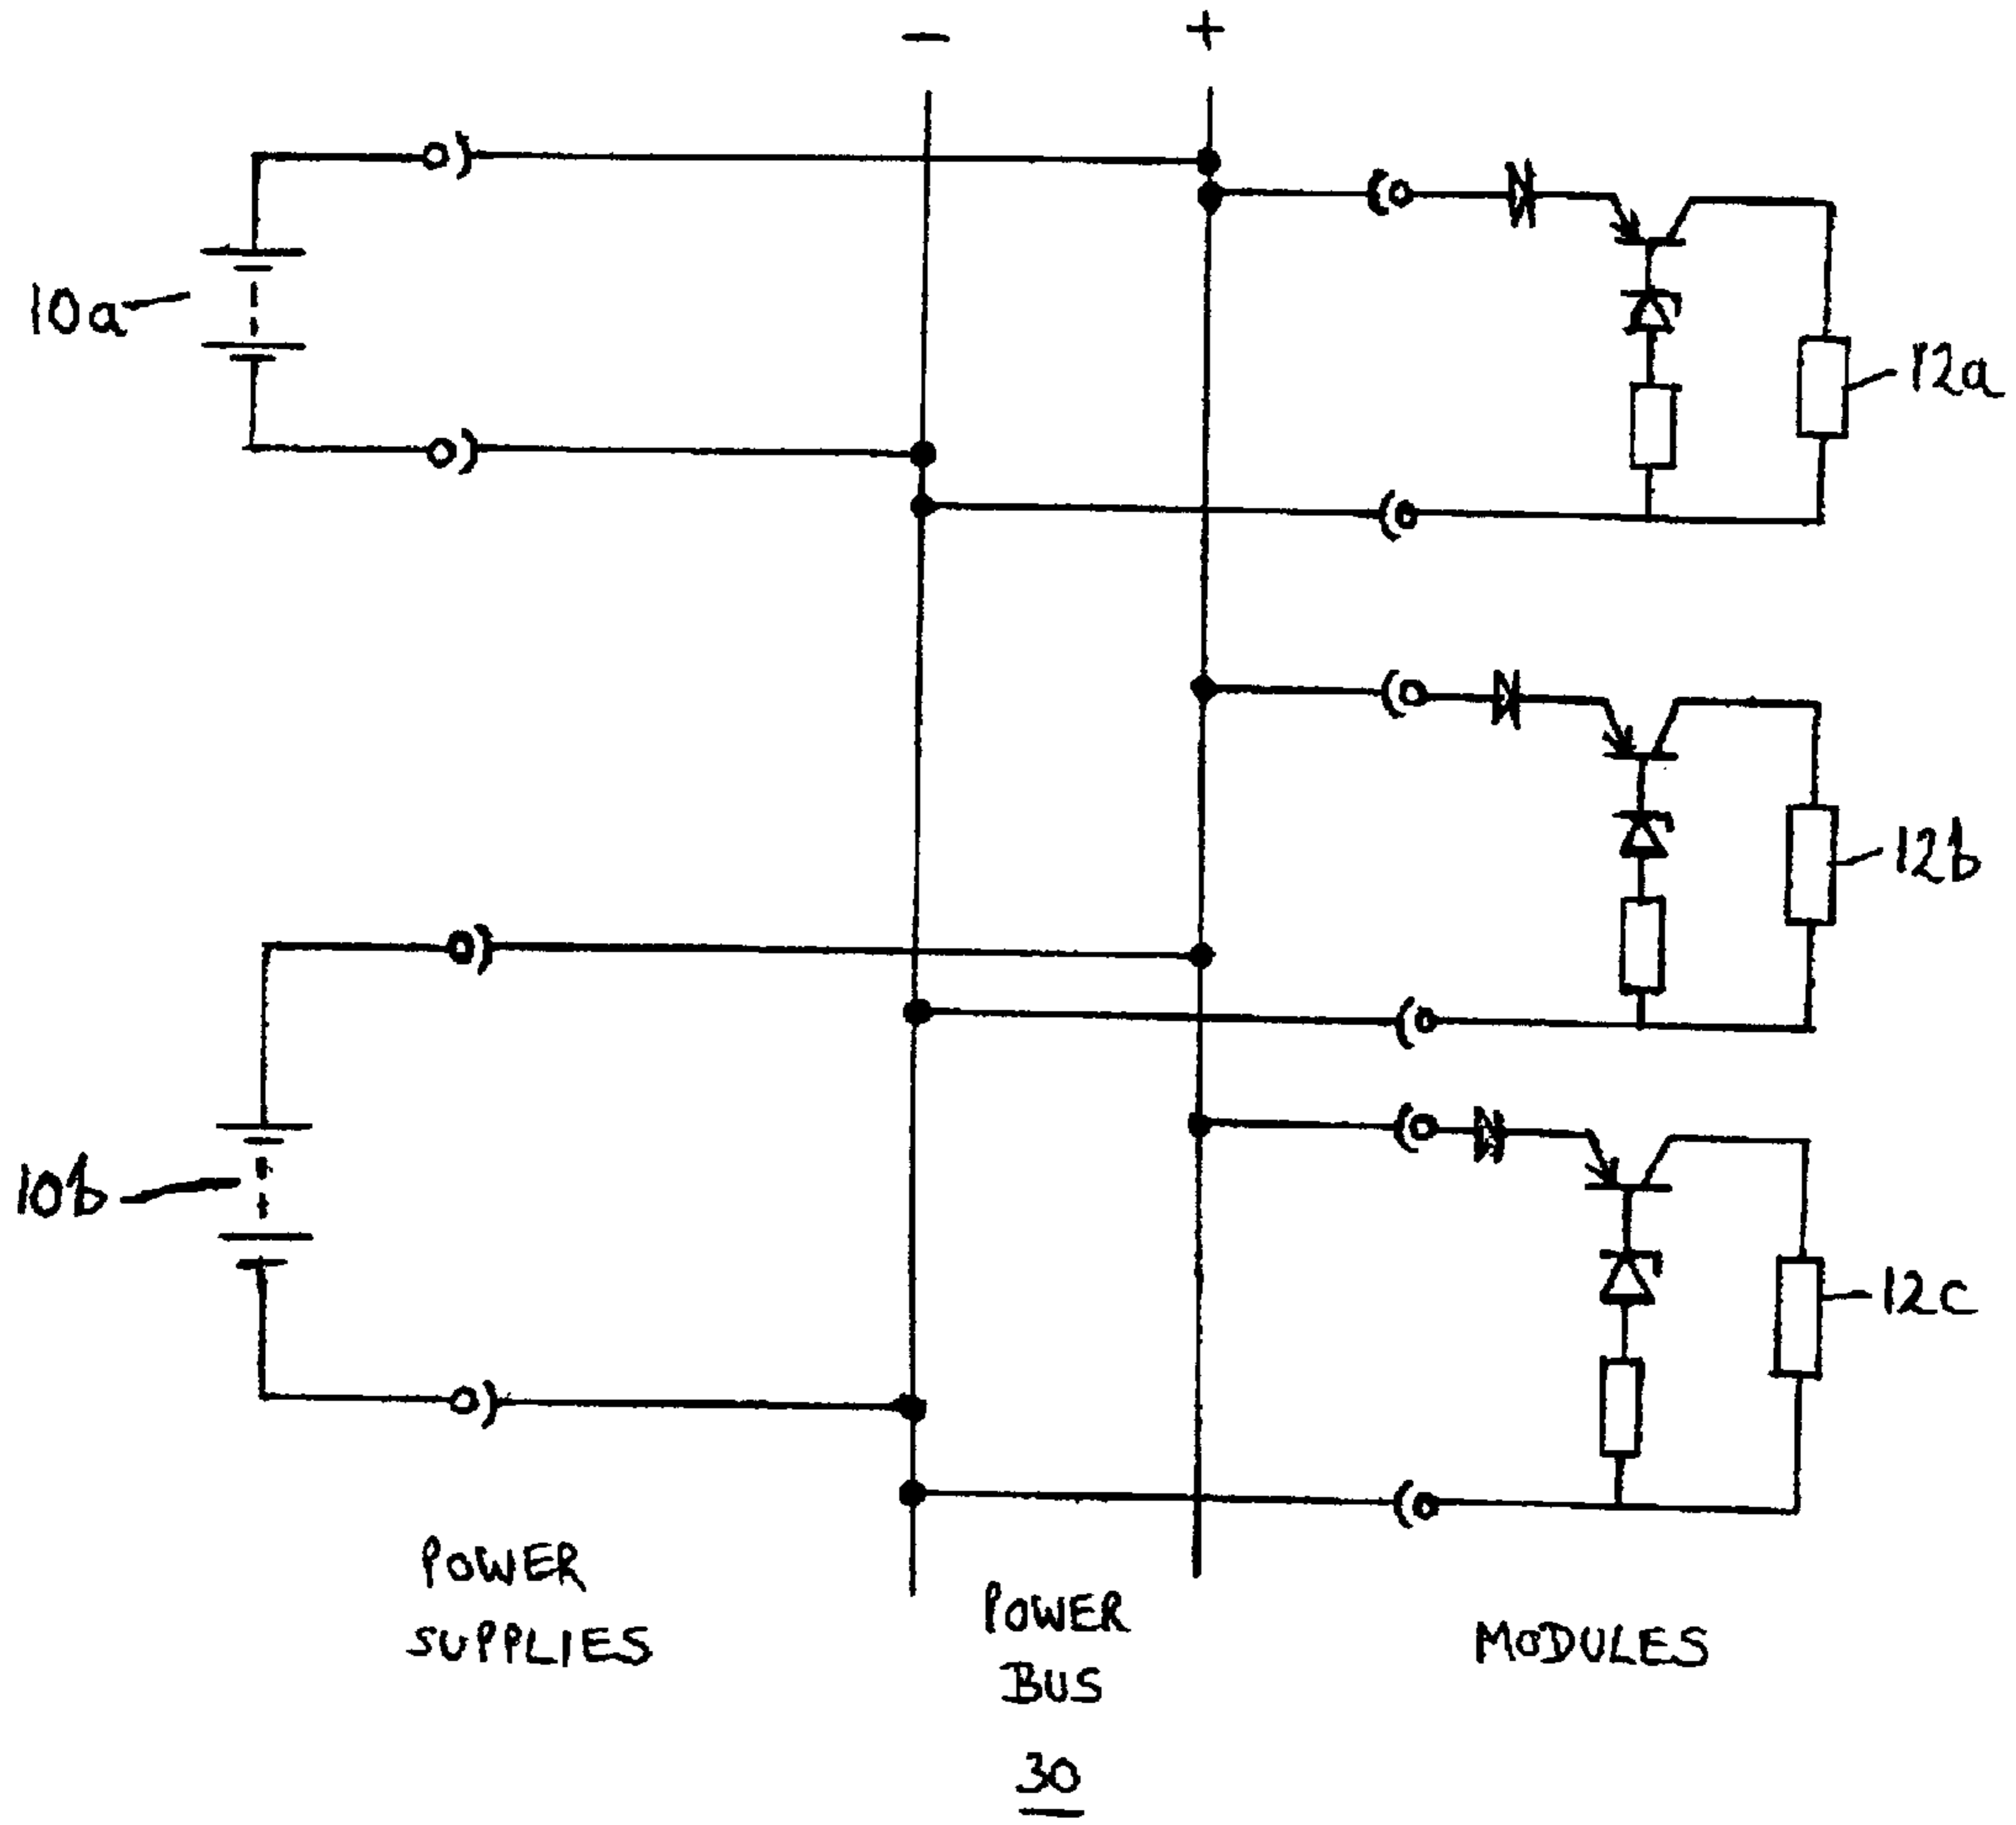 − +
10a
12a
12b
10b
12c
POWER
SUPPLIES
POWER
BUS
MODULES
30